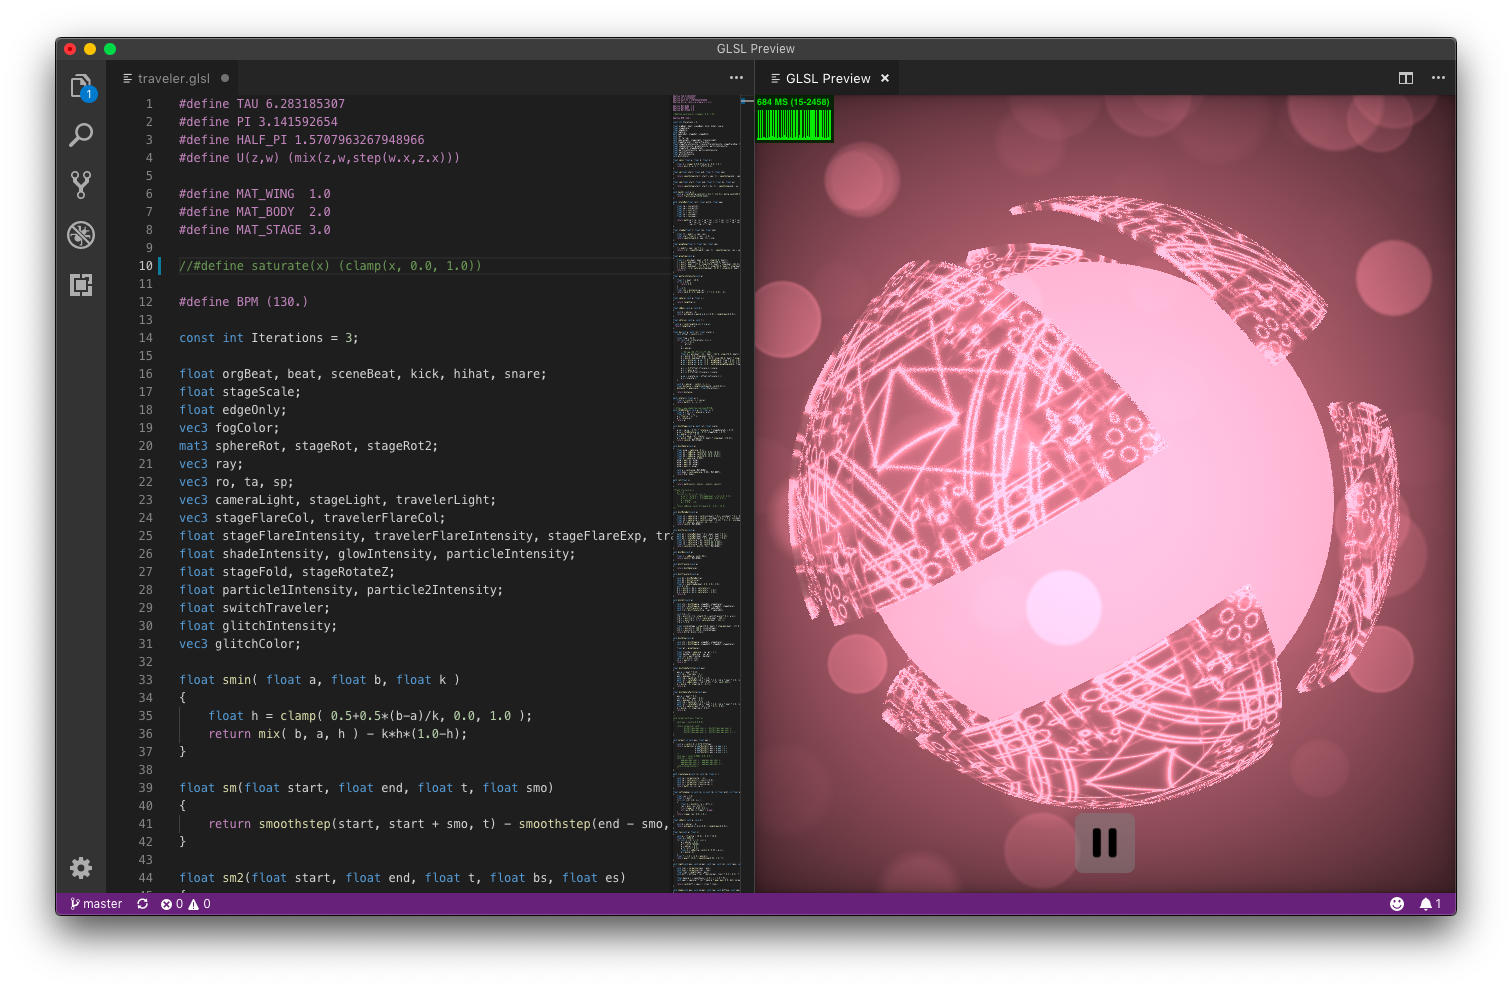 GLSL Preview
traveler.glsl
GLSL Preview
1
684 MS (15-2458)
1 #define TAU 6.283185307
2 #define PI 3.141592654
3 #define HALF_PI 1.5707963267948966
4 #define U(z,w) (mix(z,w,step(w.x,z.x)))
5
6 #define MAT_WING  1.0
7 #define MAT_BODY  2.0
8 #define MAT_STAGE 3.0
9
10 //#define saturate(x) (clamp(x, 0.0, 1.0))
11
12 #define BPM (130.)
13
14 const int Iterations = 3;
15
16 float orgBeat, beat, sceneBeat, kick, hihat, snare;
17 float stageScale;
18 float edgeOnly;
19 vec3 fogColor;
20 mat3 sphereRot, stageRot, stageRot2;
21 vec3 ray;
22 vec3 ro, ta, sp;
23 vec3 cameraLight, stageLight, travelerLight;
24 vec3 stageFlareCol, travelerFlareCol;
25 float stageFlareIntensity, travelerFlareIntensity, stageFlareExp, tra
26 float shadeIntensity, glowIntensity, particleIntensity;
27 float stageFold, stageRotateZ;
28 float particle1Intensity, particle2Intensity;
29 float switchTraveler;
30 float glitchIntensity;
31 vec3 glitchColor;
32
33 float smin( float a, float b, float k )
34 {
35     float h = clamp( 0.5+0.5*(b-a)/k, 0.0, 1.0 );
36     return mix( b, a, h ) - k*h*(1.0-h);
37 }
38
39 float sm(float start, float end, float t, float smo)
40 {
41     return smoothstep(start, start + smo, t) - smoothstep(end - smo,
42 }
43
44 float sm2(float start, float end, float t, float bs, float es)
master 0 0 1